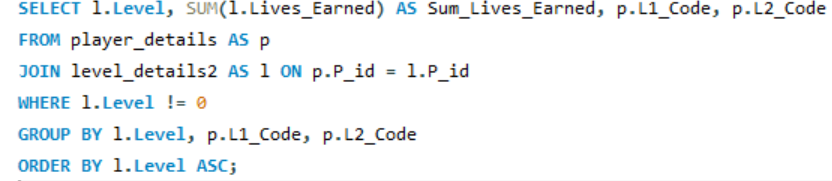 SELECT l.Level, SUM(l.Lives_Earned) AS Sum_Lives_Earned, p.L1_Code, p.L2_Code
FROM player_details AS p
JOIN level_details2 AS l ON p.P_id = l.P_id
WHERE l.Level != 0
GROUP BY l.Level, p.L1_Code, p.L2_Code
ORDER BY l.Level ASC;